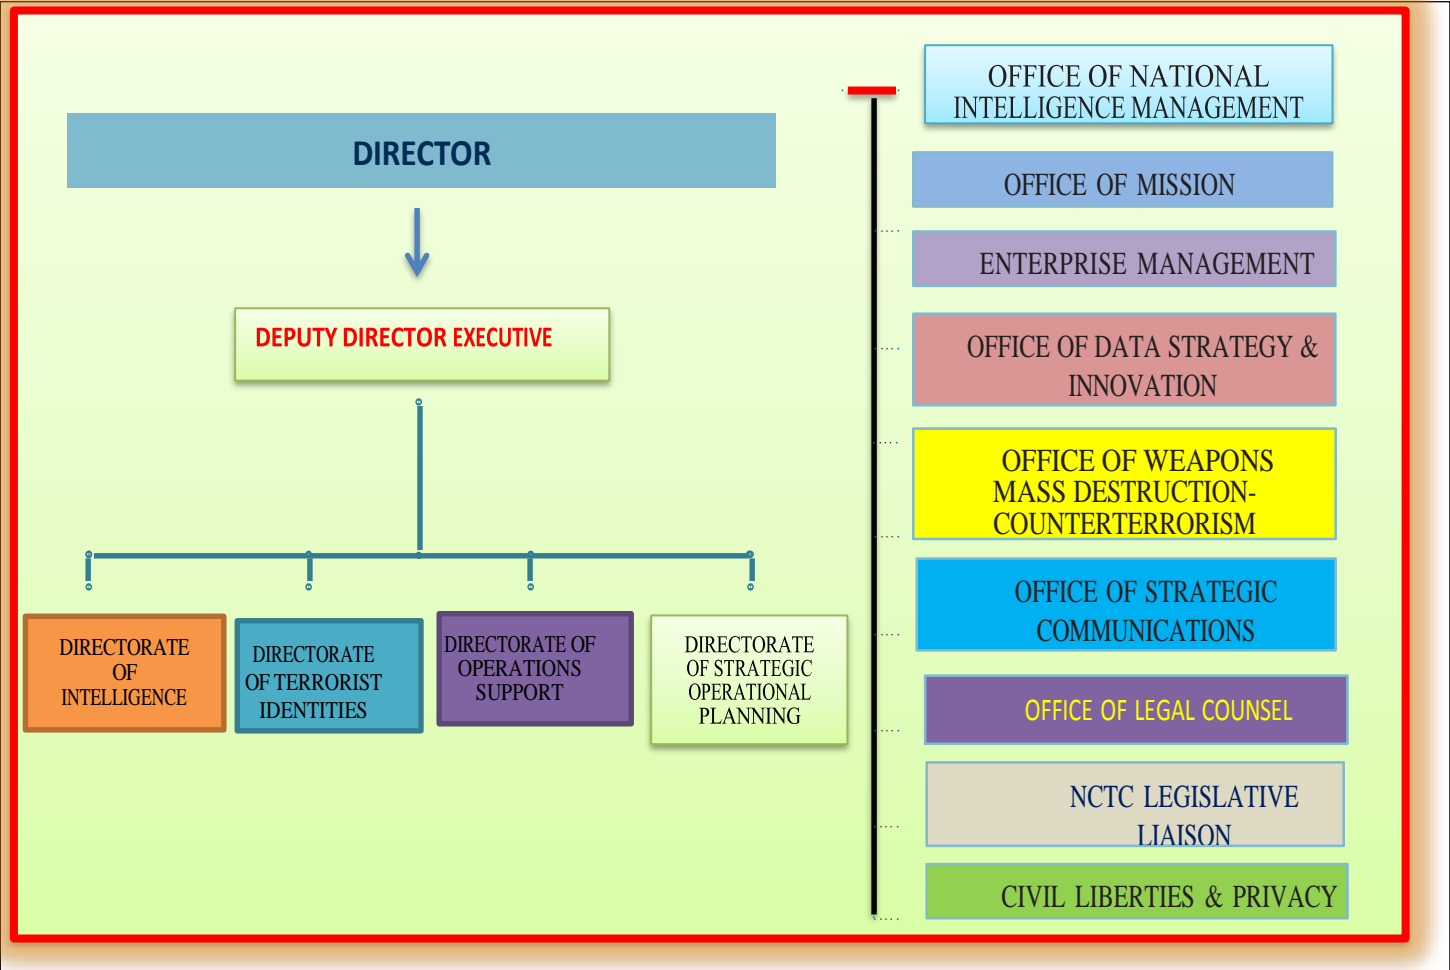 DIRECTOR
DEPUTY DIRECTOR EXECUTIVE
DIRECTORATE
OF
INTELLIGENCE
DIRECTORATE
OF TERRORIST
IDENTITIES
DIRECTORATE OF
OPERATIONS
SUPPORT
DIRECTORATE
OF STRATEGIC
OPERATIONAL
PLANNING
OFFICE OF NATIONAL
INTELLIGENCE MANAGEMENT
OFFICE OF MISSION
ENTERPRISE MANAGEMENT
OFFICE OF DATA STRATEGY &
INNOVATION
OFFICE OF WEAPONS
MASS DESTRUCTION-
COUNTERTERRORISM
OFFICE OF STRATEGIC
COMMUNICATIONS
OFFICE OF LEGAL COUNSEL
NCTC LEGISLATIVE
LIAISON
CIVIL LIBERTIES & PRIVACY